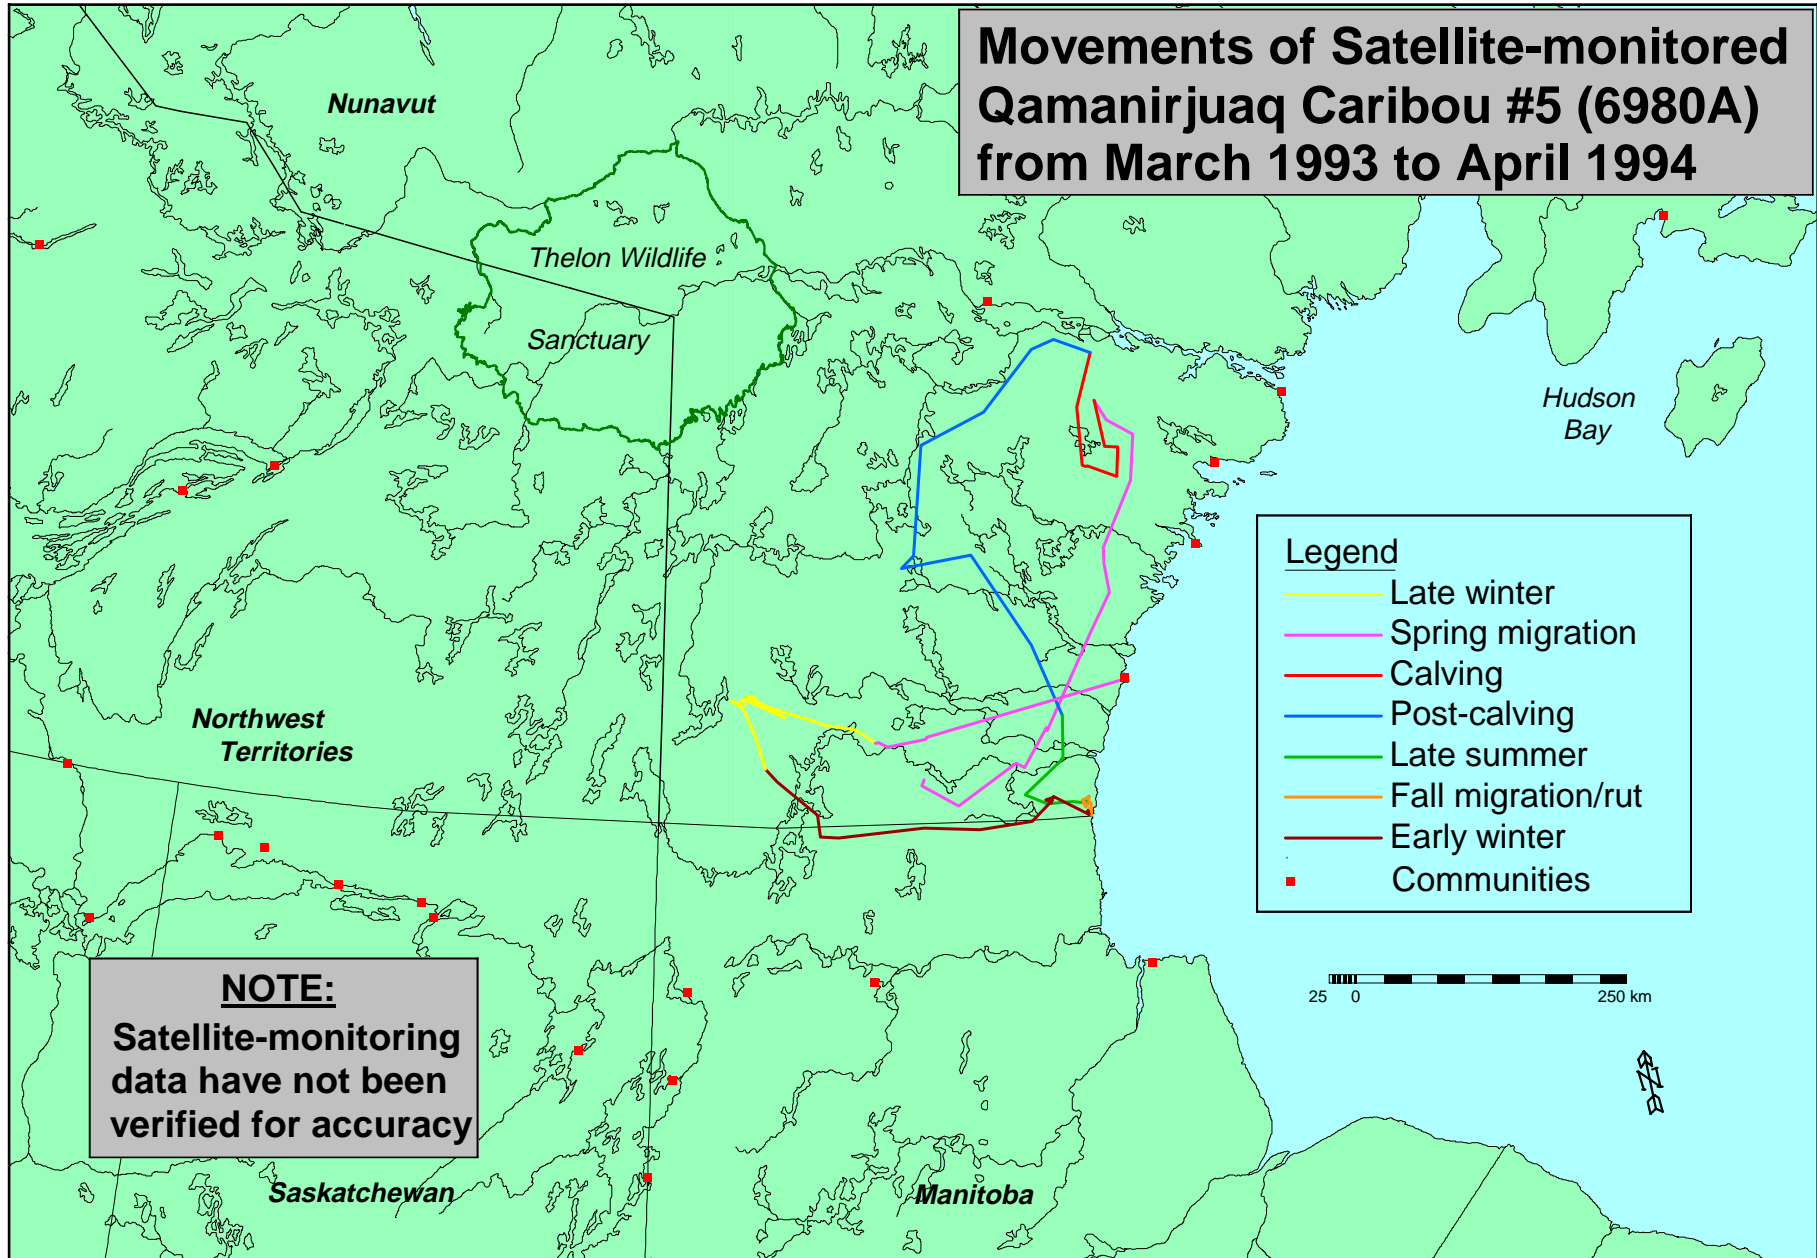 Movements of Satellite-monitored
Qamanirjuaq Caribou #5 (6980A)
from March 1993 to April 1994
Nunavut
Thelon Wildlife
Sanctuary
Hudson
Bay
Northwest
Territories
Legend
Late winter
Spring migration
Calving
Post-calving
Late summer
Fall migration/rut
Early winter
Communities
25 0 250 km
N
NOTE:
Satellite-monitoring
data have not been
verified for accuracy
Saskatchewan
Manitoba